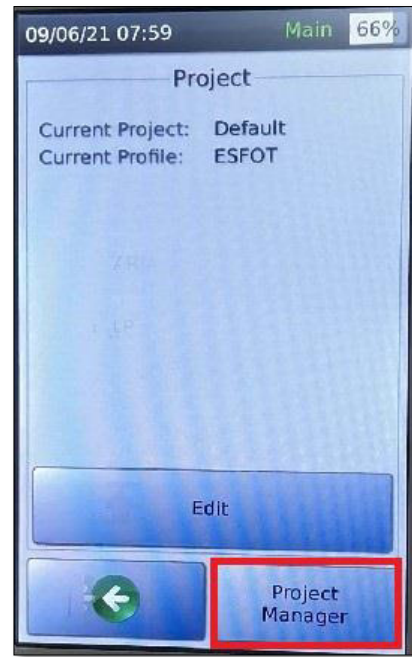 09/06/21 07:59 Main 66%
Project
Current Project: Default
Current Profile: ESFOT
Edit
Project
Manager